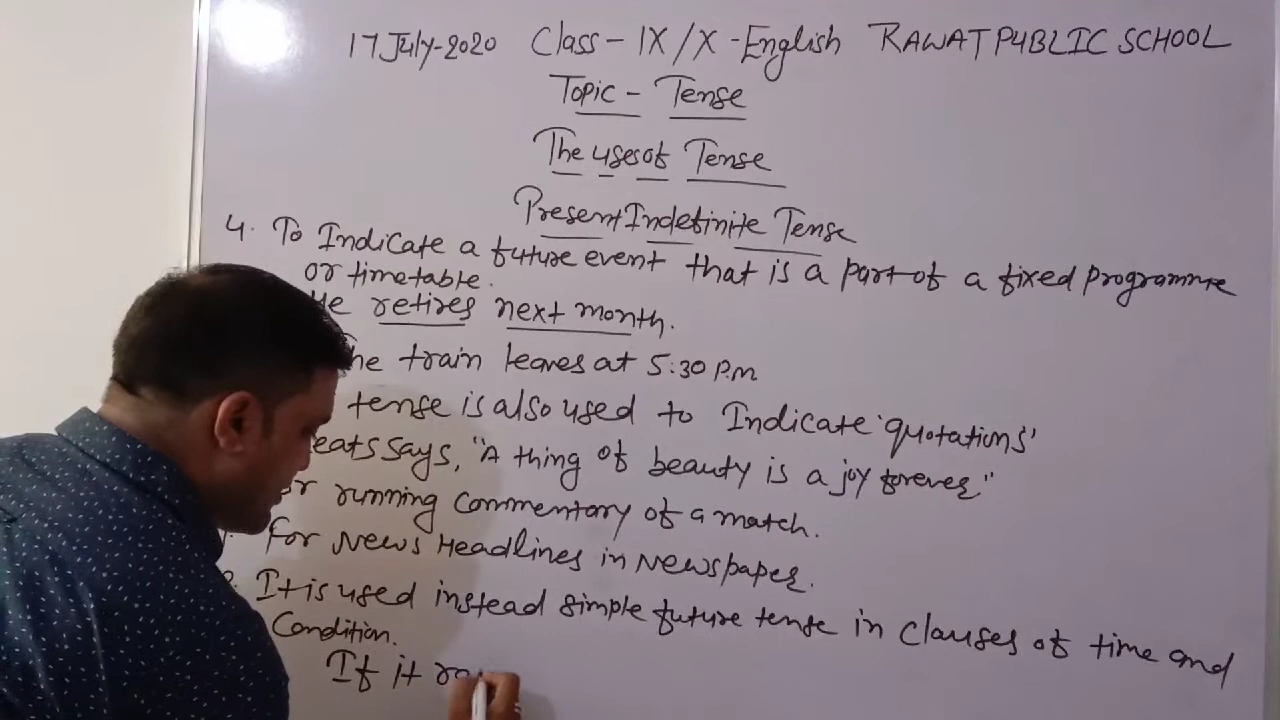 17 July-2020 Class - IX/X - English RAWAT PUBLIC SCHOOL
Topic - Tense
The uses of Tense
Present Indefinite Tense
4. To Indicate a future event that is a part of a fixed programme
or timetable.
He retires next month.
The train leaves at 5:30 P.M
tense is also used to Indicate 'quotations'
eats says, "A thing of beauty is a joy forever."
or running commentary of a match.
For News Headlines in Newspaper.
8. It is used instead simple future tense in clauses of time and
Condition.
If it